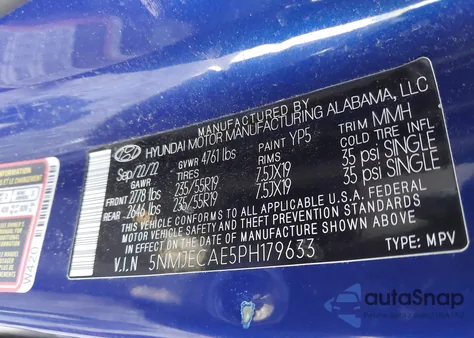 MANUFACTURED BY
HYUNDAI MOTOR MANUFACTURING ALABAMA, LLC
Sep/20/22 GVWR 4761 lbs PAINT YP5 TRIM MMH
GAWR TIRES RIMS COLD TIRE INFL.
FRONT 2778 lbs 235/55R19 7.5JX19 35 psi SINGLE
REAR 2646 lbs 235/55R19 7.5JX19 35 psi SINGLE
THIS VEHICLE CONFORMS TO ALL APPLICABLE U.S.A. FEDERAL
MOTOR VEHICLE SAFETY AND THEFT PREVENTION STANDARDS
IN EFFECT ON THE DATE OF MANUFACTURE SHOWN ABOVE
V.I.N 5NMJECAE5PH179633 TYPE: MPV
INFORMATION
W420
autoSnap